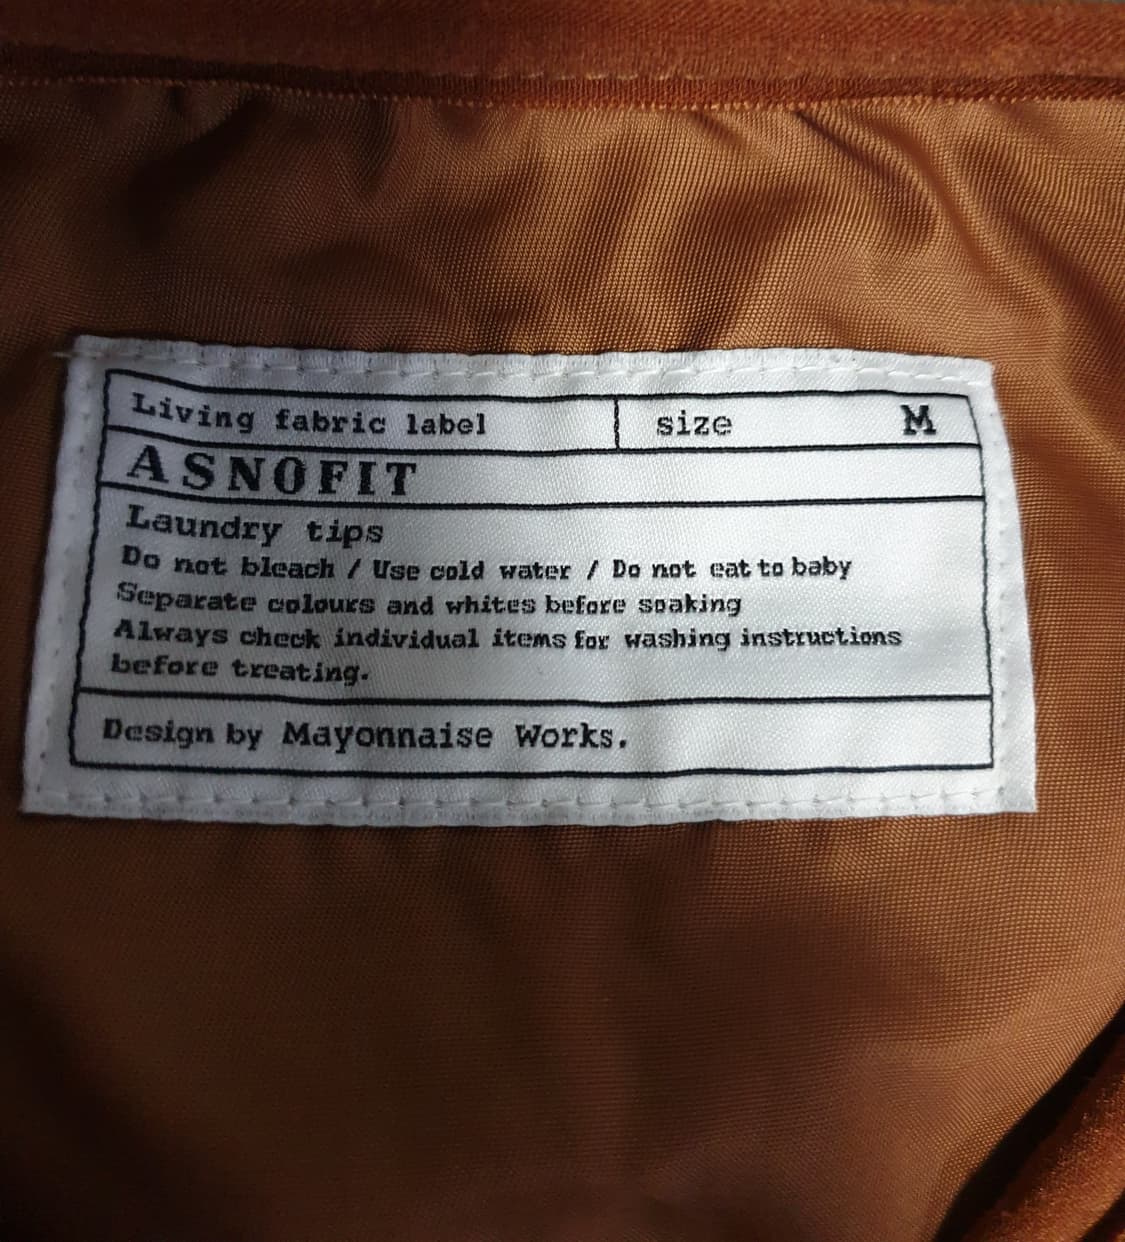 Living fabric label size M
ASNOFIT
Laundry tips
Do not bleach / Use cold water / Do not eat to baby
Separate colours and whites before soaking
Always check individual items for washing instructions
before treating.
Design by Mayonnaise Works.